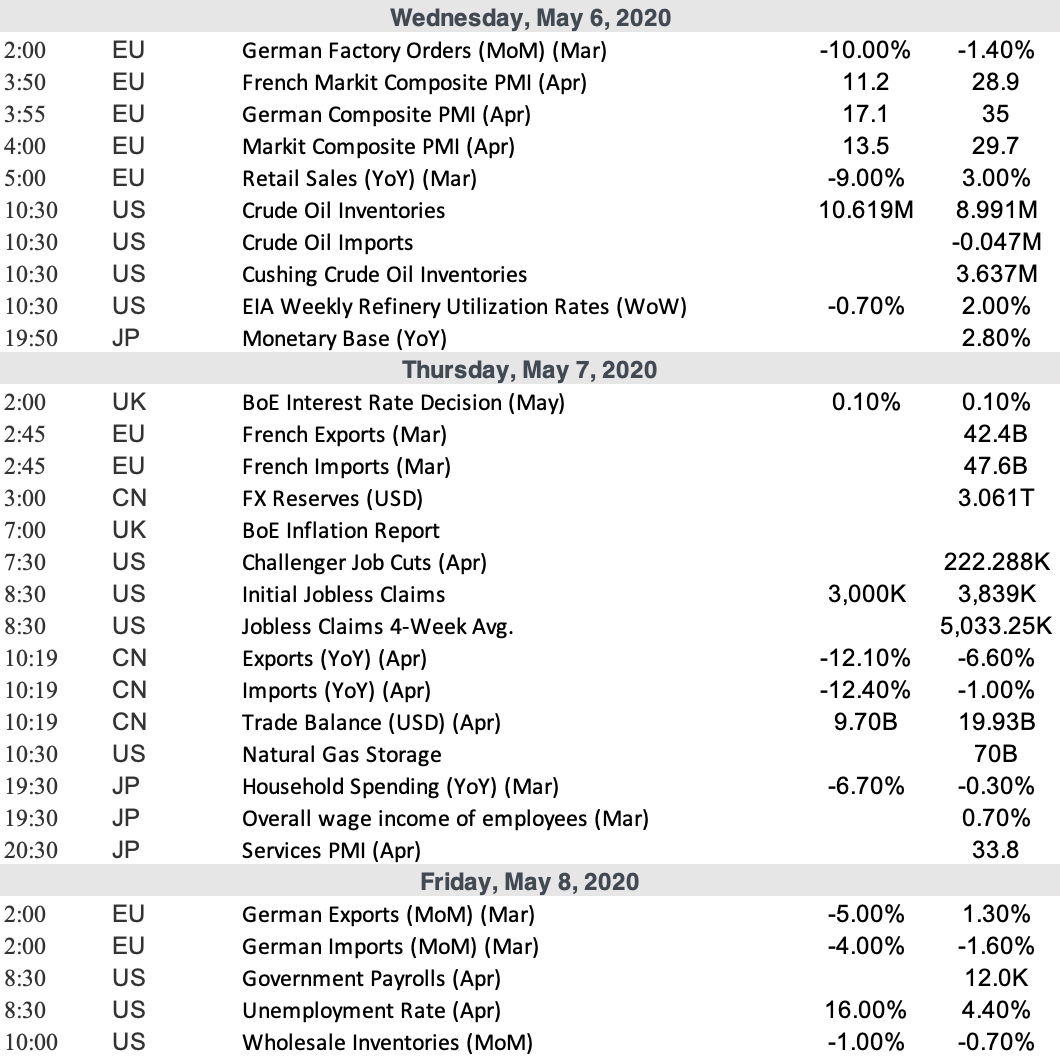 Wednesday, May 6, 2020
2:00 EU German Factory Orders (MoM) (Mar) -10.00% -1.40%
3:50 EU French Markit Composite PMI (Apr) 11.2 28.9
3:55 EU German Composite PMI (Apr) 17.1 35
4:00 EU Markit Composite PMI (Apr) 13.5 29.7
5:00 EU Retail Sales (YoY) (Mar) -9.00% 3.00%
10:30 US Crude Oil Inventories 10.619M 8.991M
10:30 US Crude Oil Imports -0.047M
10:30 US Cushing Crude Oil Inventories 3.637M
10:30 US EIA Weekly Refinery Utilization Rates (WoW) -0.70% 2.00%
19:50 JP Monetary Base (YoY) 2.80%
Thursday, May 7, 2020
2:00 UK BoE Interest Rate Decision (May) 0.10% 0.10%
2:45 EU French Exports (Mar) 42.4B
2:45 EU French Imports (Mar) 47.6B
3:00 CN FX Reserves (USD) 3.061T
7:00 UK BoE Inflation Report
7:30 US Challenger Job Cuts (Apr) 222.288K
8:30 US Initial Jobless Claims 3,000K 3,839K
8:30 US Jobless Claims 4-Week Avg. 5,033.25K
10:19 CN Exports (YoY) (Apr) -12.10% -6.60%
10:19 CN Imports (YoY) (Apr) -12.40% -1.00%
10:19 CN Trade Balance (USD) (Apr) 9.70B 19.93B
10:30 US Natural Gas Storage 70B
19:30 JP Household Spending (YoY) (Mar) -6.70% -0.30%
19:30 JP Overall wage income of employees (Mar) 0.70%
20:30 JP Services PMI (Apr) 33.8
Friday, May 8, 2020
2:00 EU German Exports (MoM) (Mar) -5.00% 1.30%
2:00 EU German Imports (MoM) (Mar) -4.00% -1.60%
8:30 US Government Payrolls (Apr) 12.0K
8:30 US Unemployment Rate (Apr) 16.00% 4.40%
10:00 US Wholesale Inventories (MoM) -1.00% -0.70%